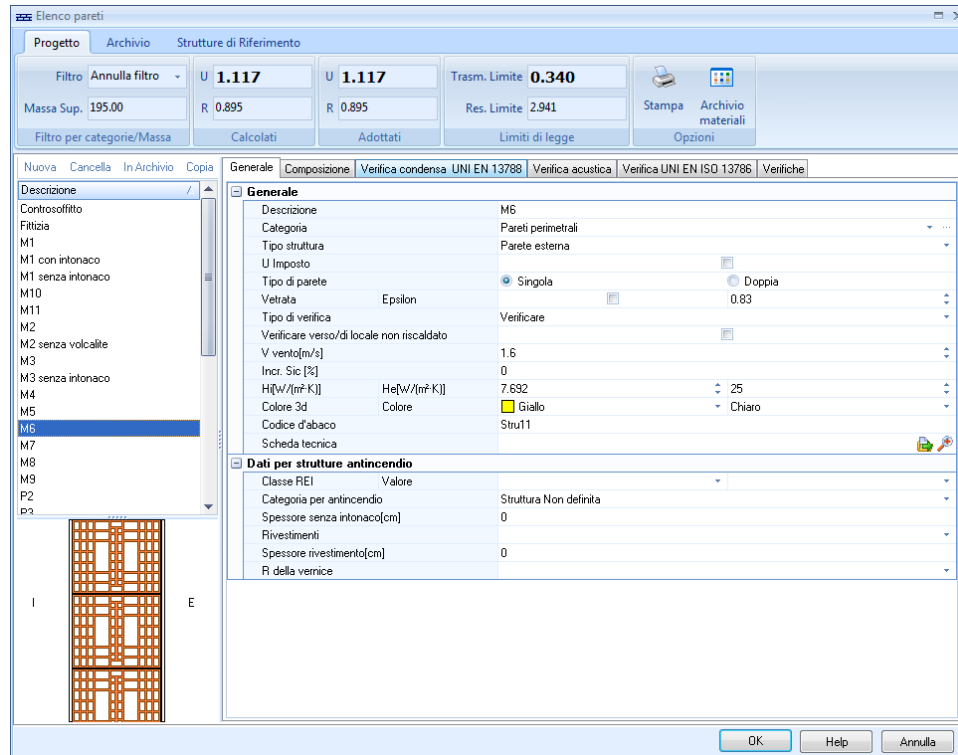 Elenco pareti
Progetto Archivio Strutture di Riferimento
Filtro Annulla filtro
Massa Sup. 195.00
Filtro per categorie/Massa
U 1.117
R 0.895
Calcolati
U 1.117
R 0.895
Adottati
Trasm. Limite 0.340
Res. Limite 2.941
Limiti di legge
Stampa
Archivio materiali
Opzioni
Nuova Cancella In Archivio Copia
Descrizione
Controsoffitto
Fittizia
M1
M1 con intonaco
M1 senza intonaco
M10
M11
M2
M2 senza volcalite
M3
M3 senza intonaco
M4
M5
M6
M7
M8
M9
P2
P3
I E
Generale Composizione Verifica condensa UNI EN 13788 Verifica acustica Verifica UNI EN ISO 13786 Verifiche
Generale
Descrizione M6
Categoria Pareti perimetrali ...
Tipo struttura Parete esterna
U Imposto
Tipo di parete Singola Doppia
Vetrata Epsilon 0.83
Tipo di verifica Verificare
Verificare verso/di locale non riscaldato
V vento[m/s] 1.6
Incr. Sic [%] 0
Hi[W/(m²·K)] He[W/(m²·K)] 7.692 25
Colore 3d Colore Giallo Chiaro
Codice d'abaco Stru11
Scheda tecnica
Dati per strutture antincendio
Classe REI Valore
Categoria per antincendio Struttura Non definita
Spessore senza intonaco[cm] 0
Rivestimenti
Spessore rivestimento[cm] 0
R della vernice
OK Help Annulla